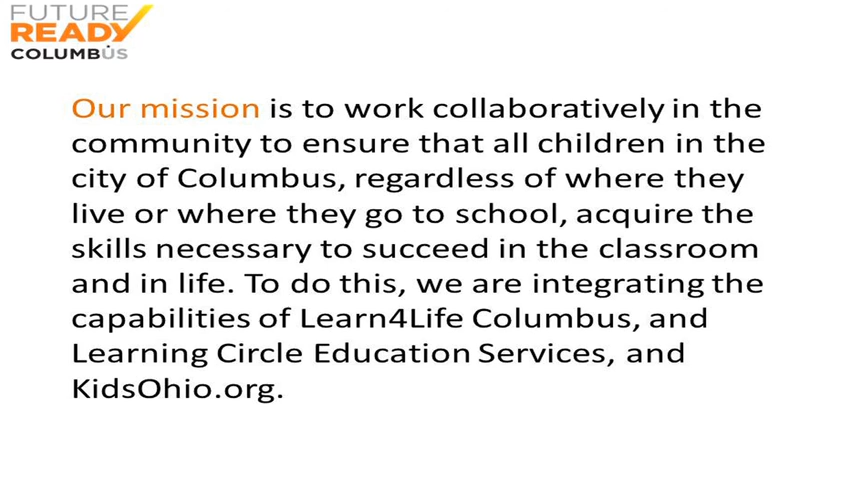 FUTURE
READY
COLUMBUS
Our mission is to work collaboratively in the
community to ensure that all children in the
city of Columbus, regardless of where they
live or where they go to school, acquire the
skills necessary to succeed in the classroom
and in life. To do this, we are integrating the
capabilities of Learn4Life Columbus, and
Learning Circle Education Services, and
KidsOhio.org.